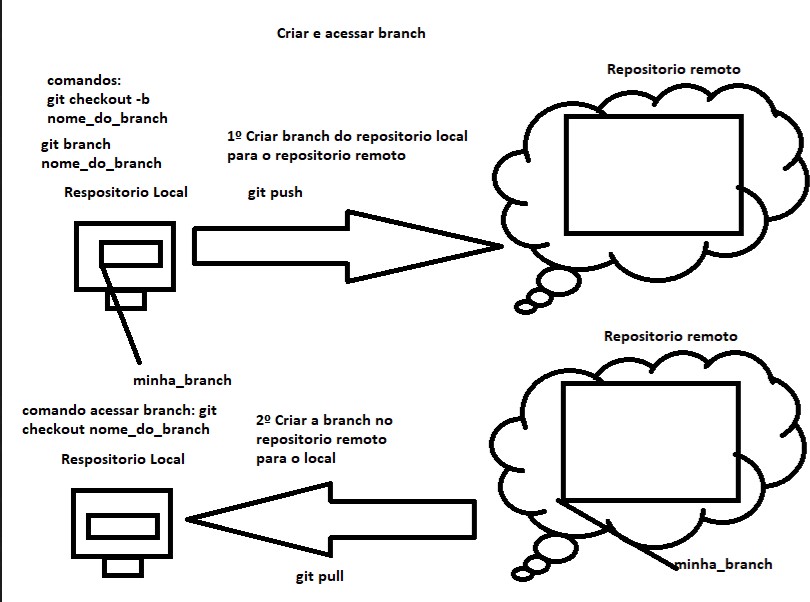 Criar e acessar branch
Repositorio remoto
comandos:
git checkout -b
nome_do_branch
git branch
nome_do_branch
1º Criar branch do repositorio local
para o repositorio remoto
Respositorio Local
git push
minha_branch
Repositorio remoto
comando acessar branch: git
checkout nome_do_branch
2º Criar a branch no
repositorio remoto
para o local
Respositorio Local
git pull
minha_branch